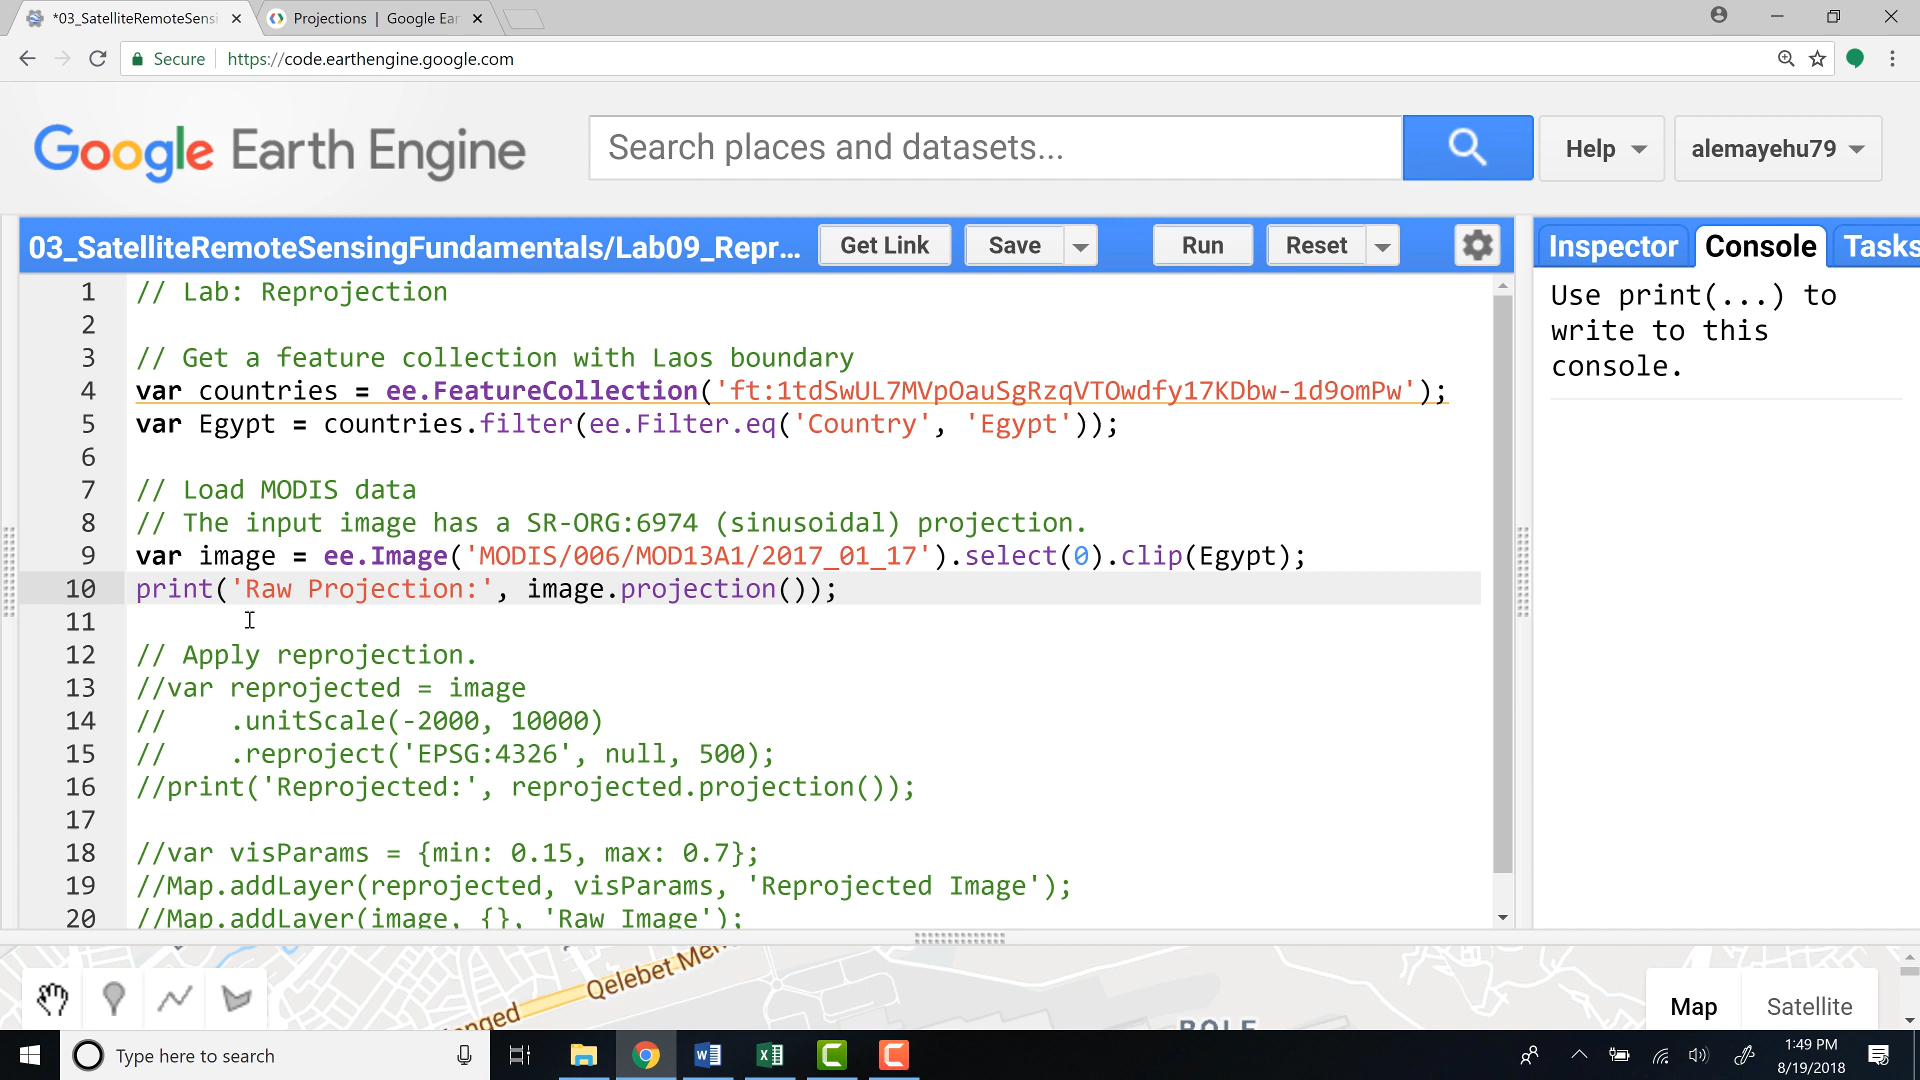 *03_SatelliteRemoteSensi
Projections | Google Ear
Secure
https://code.earthengine.google.com
Google Earth Engine
Search places and datasets...
Help
alemayehu79
03_SatelliteRemoteSensingFundamentals/Lab09_Repr...
Get Link
Save
Run
Reset
Inspector
Console
Tasks
Use print(...) to
write to this
console.
1 // Lab: Reprojection
2
3 // Get a feature collection with Laos boundary
4 var countries = ee.FeatureCollection('ft:1tdSwUL7MVpOauSgRzqVTOwdfy17KDbw-1d9omPw');
5 var Egypt = countries.filter(ee.Filter.eq('Country', 'Egypt'));
6
7 // Load MODIS data
8 // The input image has a SR-ORG:6974 (sinusoidal) projection.
9 var image = ee.Image('MODIS/006/MOD13A1/2017_01_17').select(0).clip(Egypt);
10 print('Raw Projection:', image.projection());
11
12 // Apply reprojection.
13 //var reprojected = image
14 //    .unitScale(-2000, 10000)
15 //    .reproject('EPSG:4326', null, 500);
16 //print('Reprojected:', reprojected.projection());
17
18 //var visParams = {min: 0.15, max: 0.7};
19 //Map.addLayer(reprojected, visParams, 'Reprojected Image');
20 //Map.addLayer(image, {}, 'Raw Image');
Qelebet Me
nged
BOLE
Map
Satellite
Type here to search
1:49 PM
8/19/2018